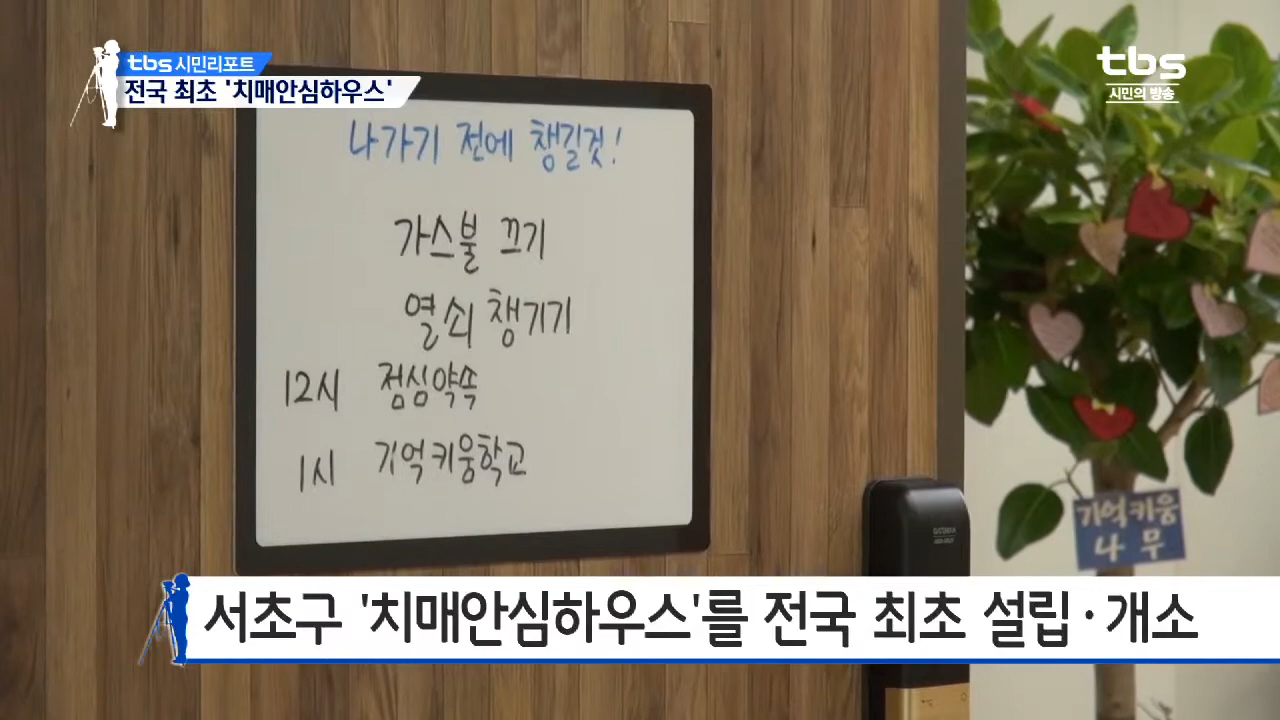 tbs 시민리포트
전국 최초 '치매안심하우스'
tbs
시민의 방송
나가기 전에 챙길것!
가스불 끄기
열쇠 챙기기
12시 점심약속
1시 기억키움학교
기억키움
나무
서초구 '치매안심하우스'를 전국 최초 설립·개소